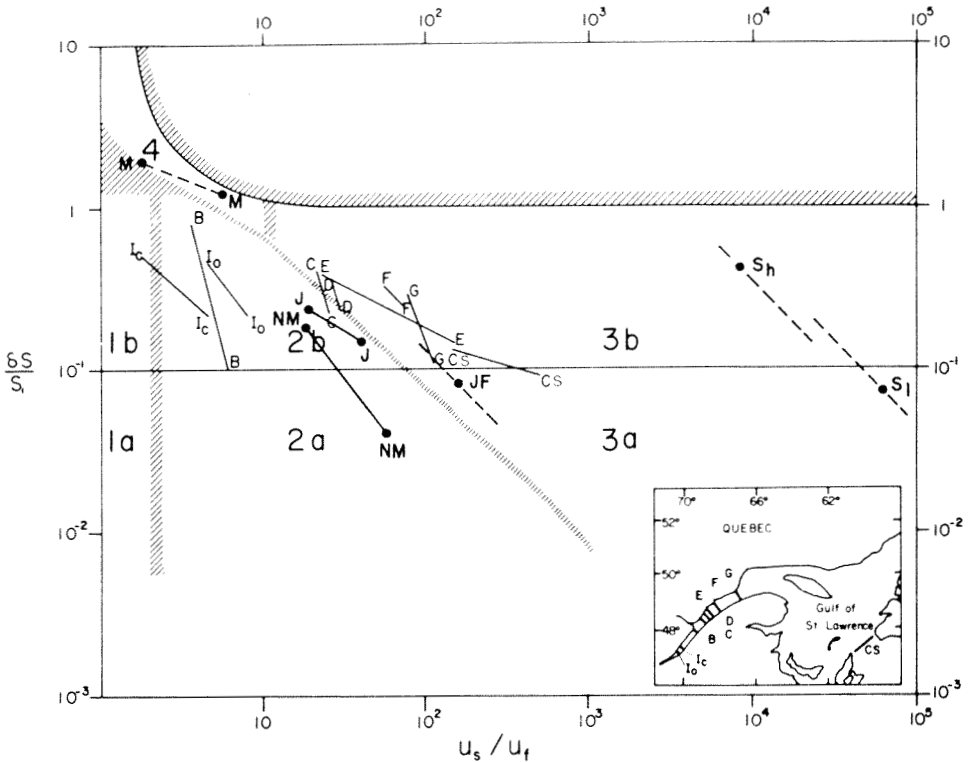 10 10² 10³ 10⁴ 10⁵
10 10
M 4
M
1 1
B
I_c I_o
C E
D F G
S_h
J D F
I_c I_o NM C
1b 2b J E 3b
B G CS
δS/S₁
10⁻¹ JF CS S_l 10⁻¹
1a 2a NM 3a
70° 66° 62°
52°
QUEBEC
10⁻² 10⁻²
50° F G
E
Gulf of
48° D St. Lawrence
B C
I_c CS
I_o
10⁻³ 10⁻³
10 10² 10³ 10⁴ 10⁵
u_s / u_f